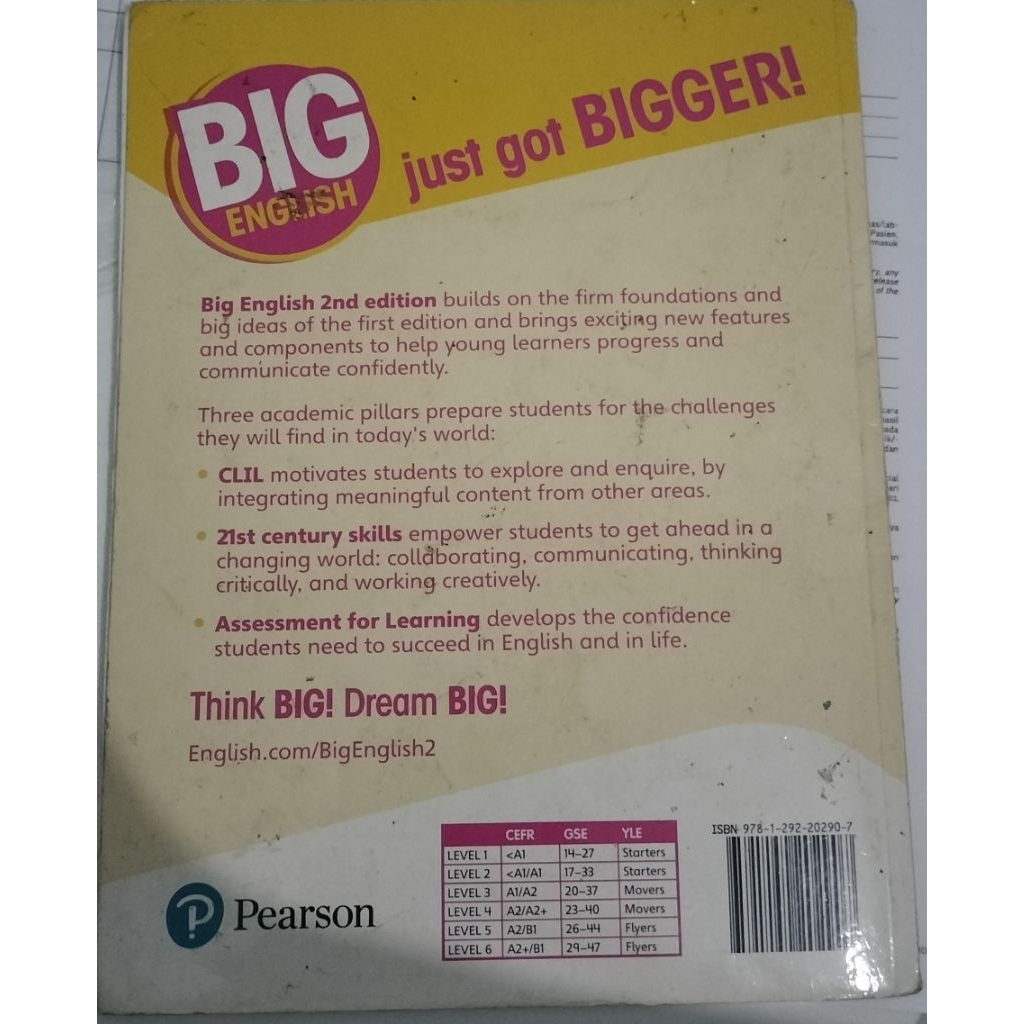 BIG
ENGLISH
just got BIGGER!
Big English 2nd edition builds on the firm foundations and
big ideas of the first edition and brings exciting new features
and components to help young learners progress and
communicate confidently.
Three academic pillars prepare students for the challenges
they will find in today's world:
• CLIL motivates students to explore and enquire, by
integrating meaningful content from other areas.
• 21st century skills empower students to get ahead in a
changing world: collaborating, communicating, thinking
critically, and working creatively.
• Assessment for Learning develops the confidence
students need to succeed in English and in life.
Think BIG! Dream BIG!
English.com/BigEnglish2
CEFR GSE YLE
LEVEL 1 <A1 14–27 Starters
LEVEL 2 <A1/A1 17–33 Starters
LEVEL 3 A1/A2 20–37 Movers
LEVEL 4 A2/A2+ 23–40 Movers
LEVEL 5 A2/B1 26–44 Flyers
LEVEL 6 A2+/B1 29–47 Flyers
ISBN 978-1-292-20290-7
Pearson
Pasien,
any
of the